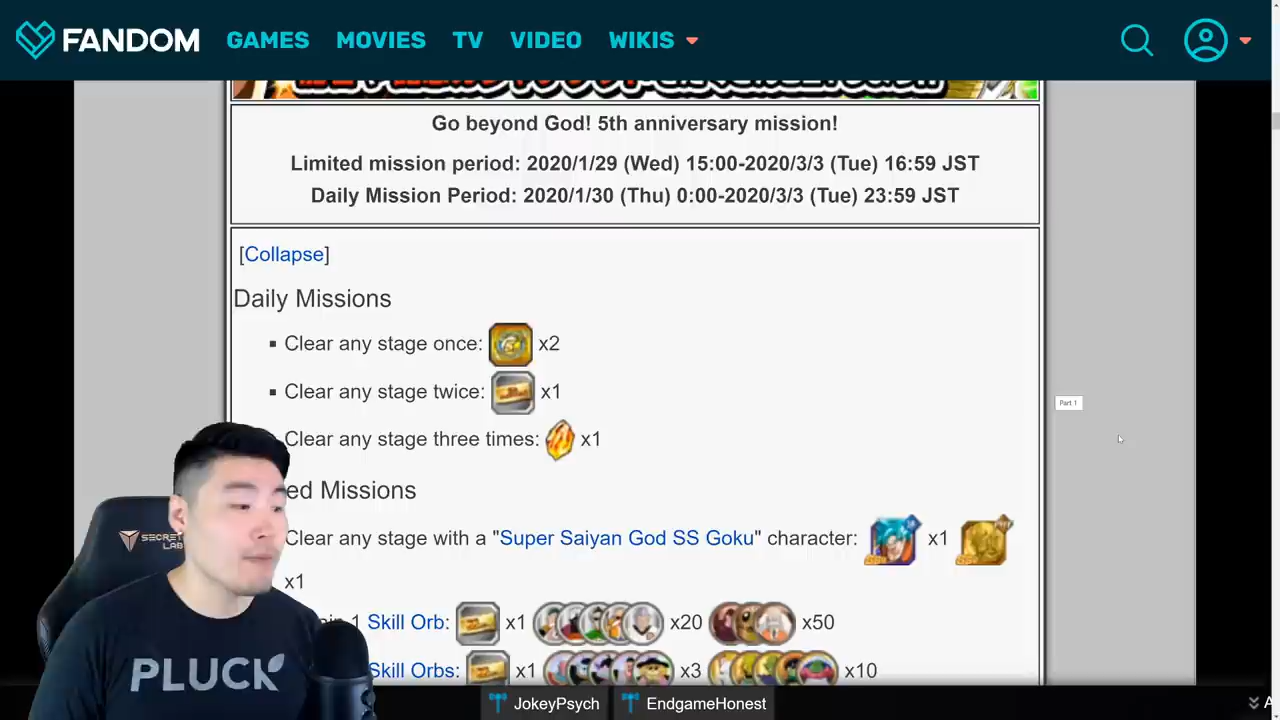 FANDOM GAMES MOVIES TV VIDEO WIKIS
Go beyond God! 5th anniversary mission!
Limited mission period: 2020/1/29 (Wed) 15:00-2020/3/3 (Tue) 16:59 JST
Daily Mission Period: 2020/1/30 (Thu) 0:00-2020/3/3 (Tue) 23:59 JST
[Collapse]
Daily Missions
Clear any stage once: x2
Clear any stage twice: x1
Part 1
Clear any stage three times: x1
ed Missions
Clear any stage with a "Super Saiyan God SS Goku" character: x1
x1
1 Skill Orb: x1 x20 x50
Skill Orbs: x1 x3 x10
SECRET
LAB
PLUCK
JokeyPsych EndgameHonest